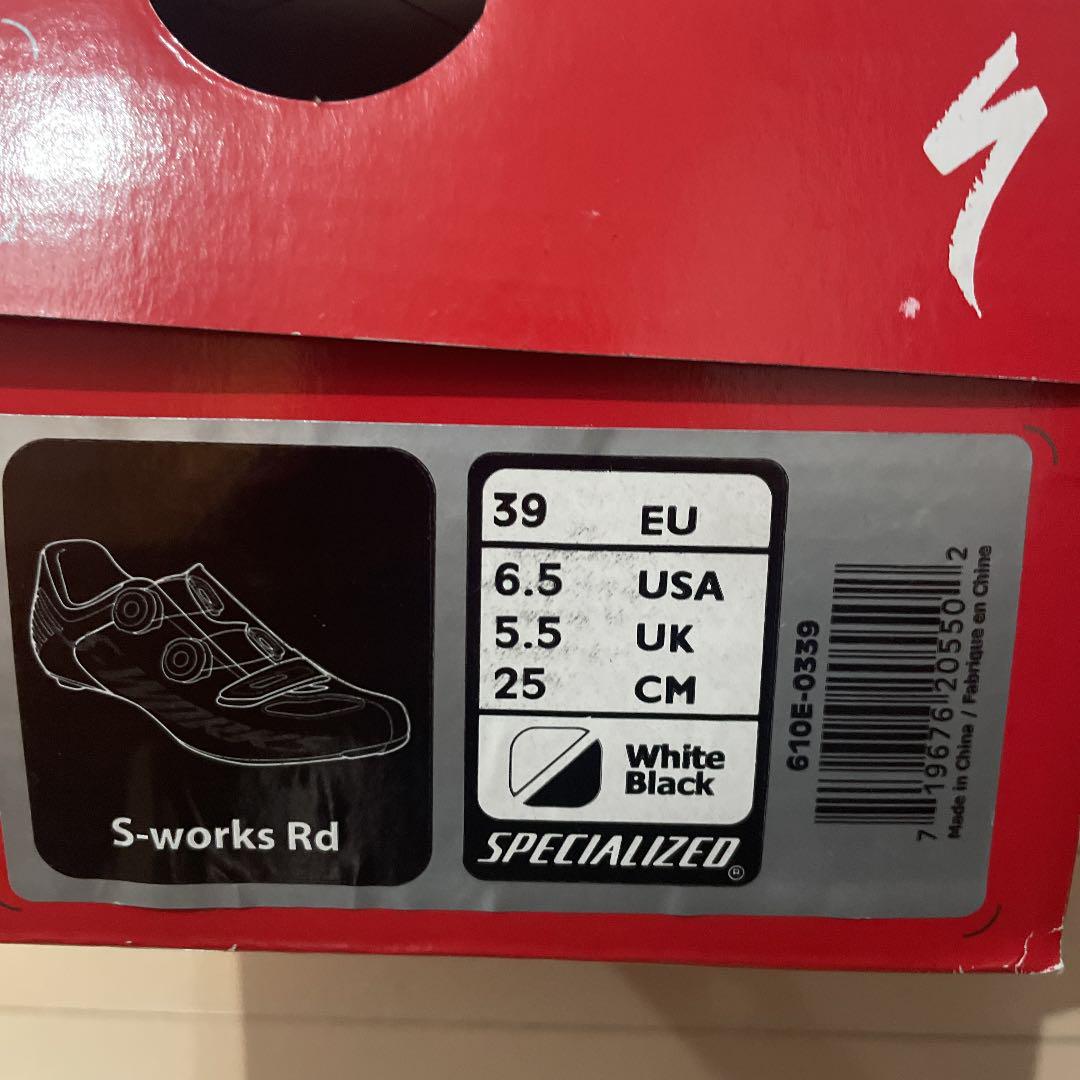 39 EU
6.5 USA
5.5 UK
25 CM
White
Black
SPECIALIZED®
S-works Rd
610E-0339
7 19676 20550 2
Made in China / Fabrique en Chine